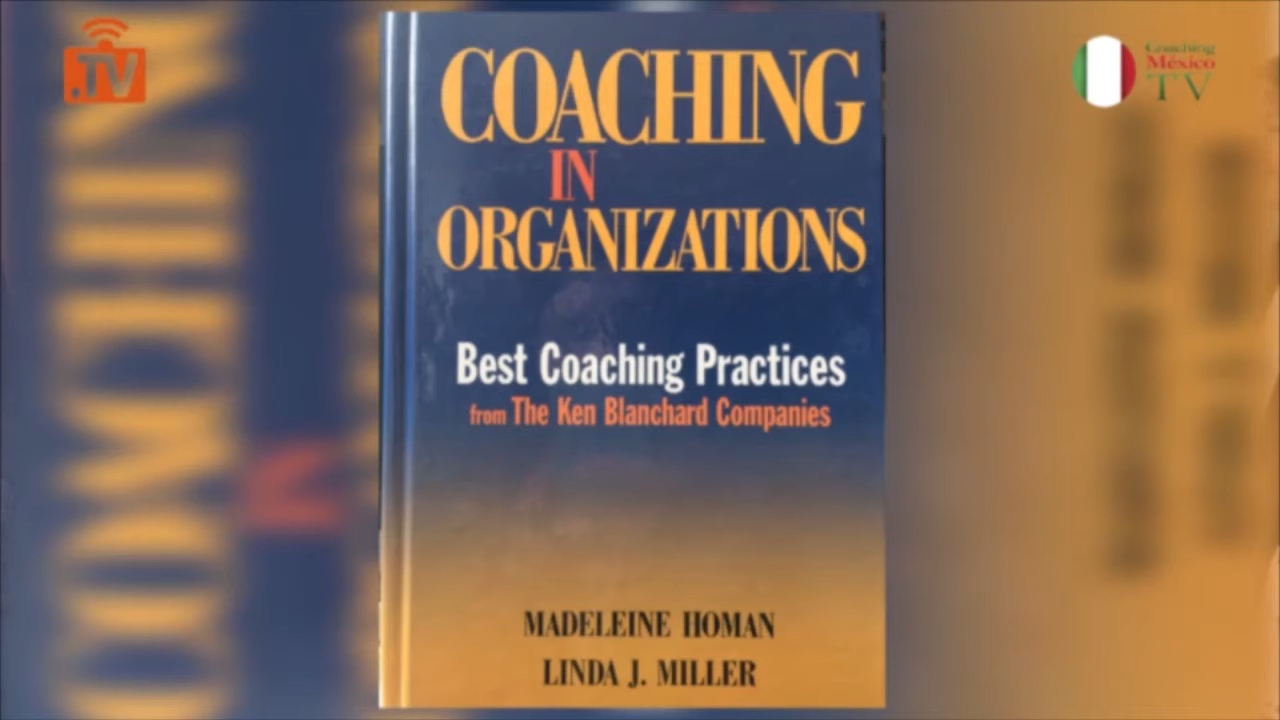 .TV
Coaching
México
TV
COACHING
IN
ORGANIZATIONS
Best Coaching Practices
from The Ken Blanchard Companies
MADELEINE HOMAN
LINDA J. MILLER